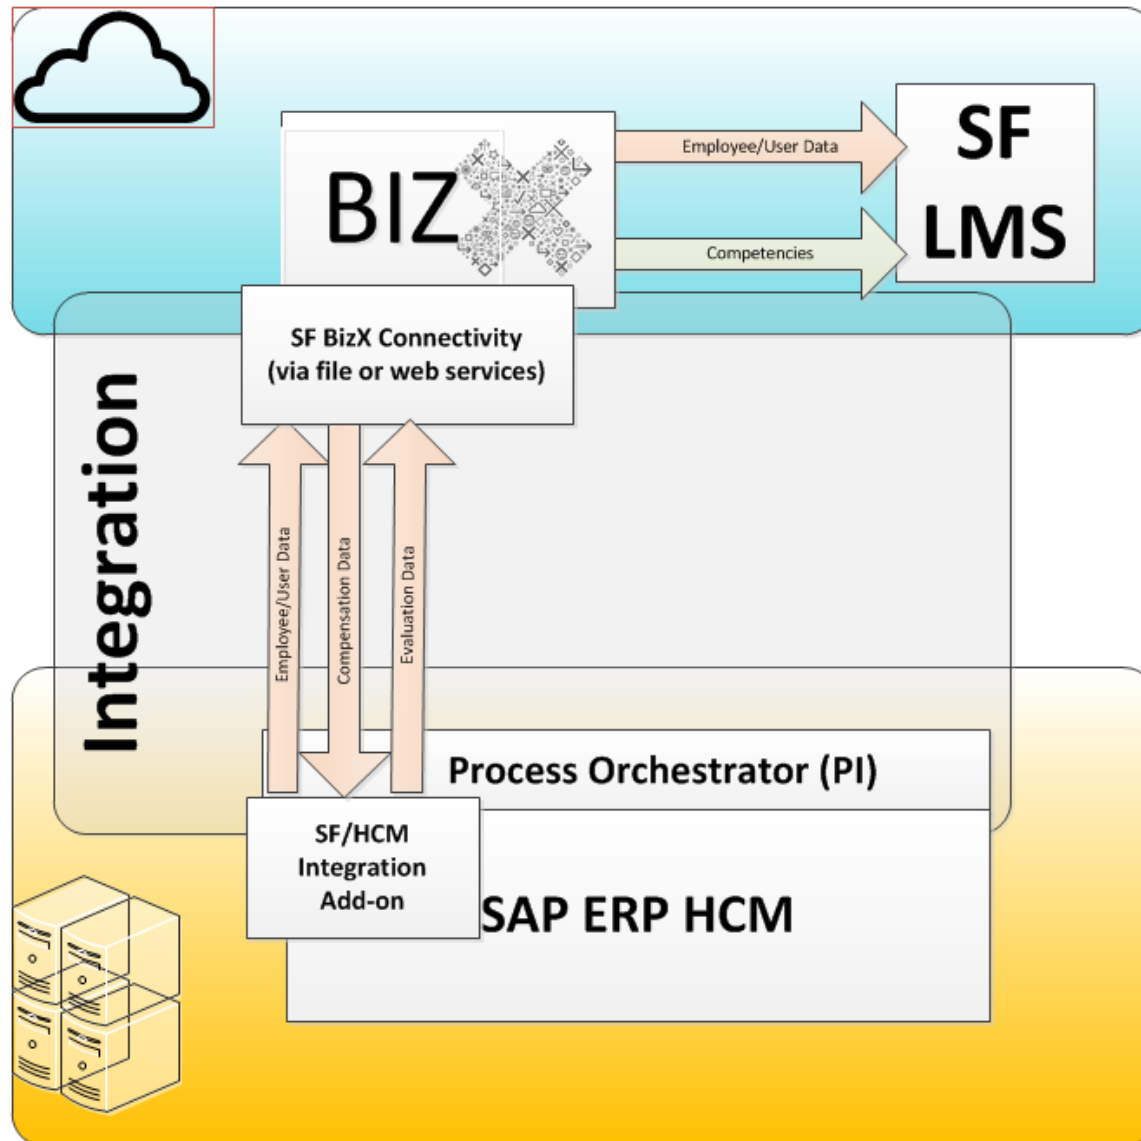 BIZX
Employee/User Data
SF
LMS
Competencies
SF BizX Connectivity
(via file or web services)
Integration
Employee/User Data
Compensation Data
Evaluation Data
Process Orchestrator (PI)
SF/HCM
Integration
Add-on
SAP ERP HCM